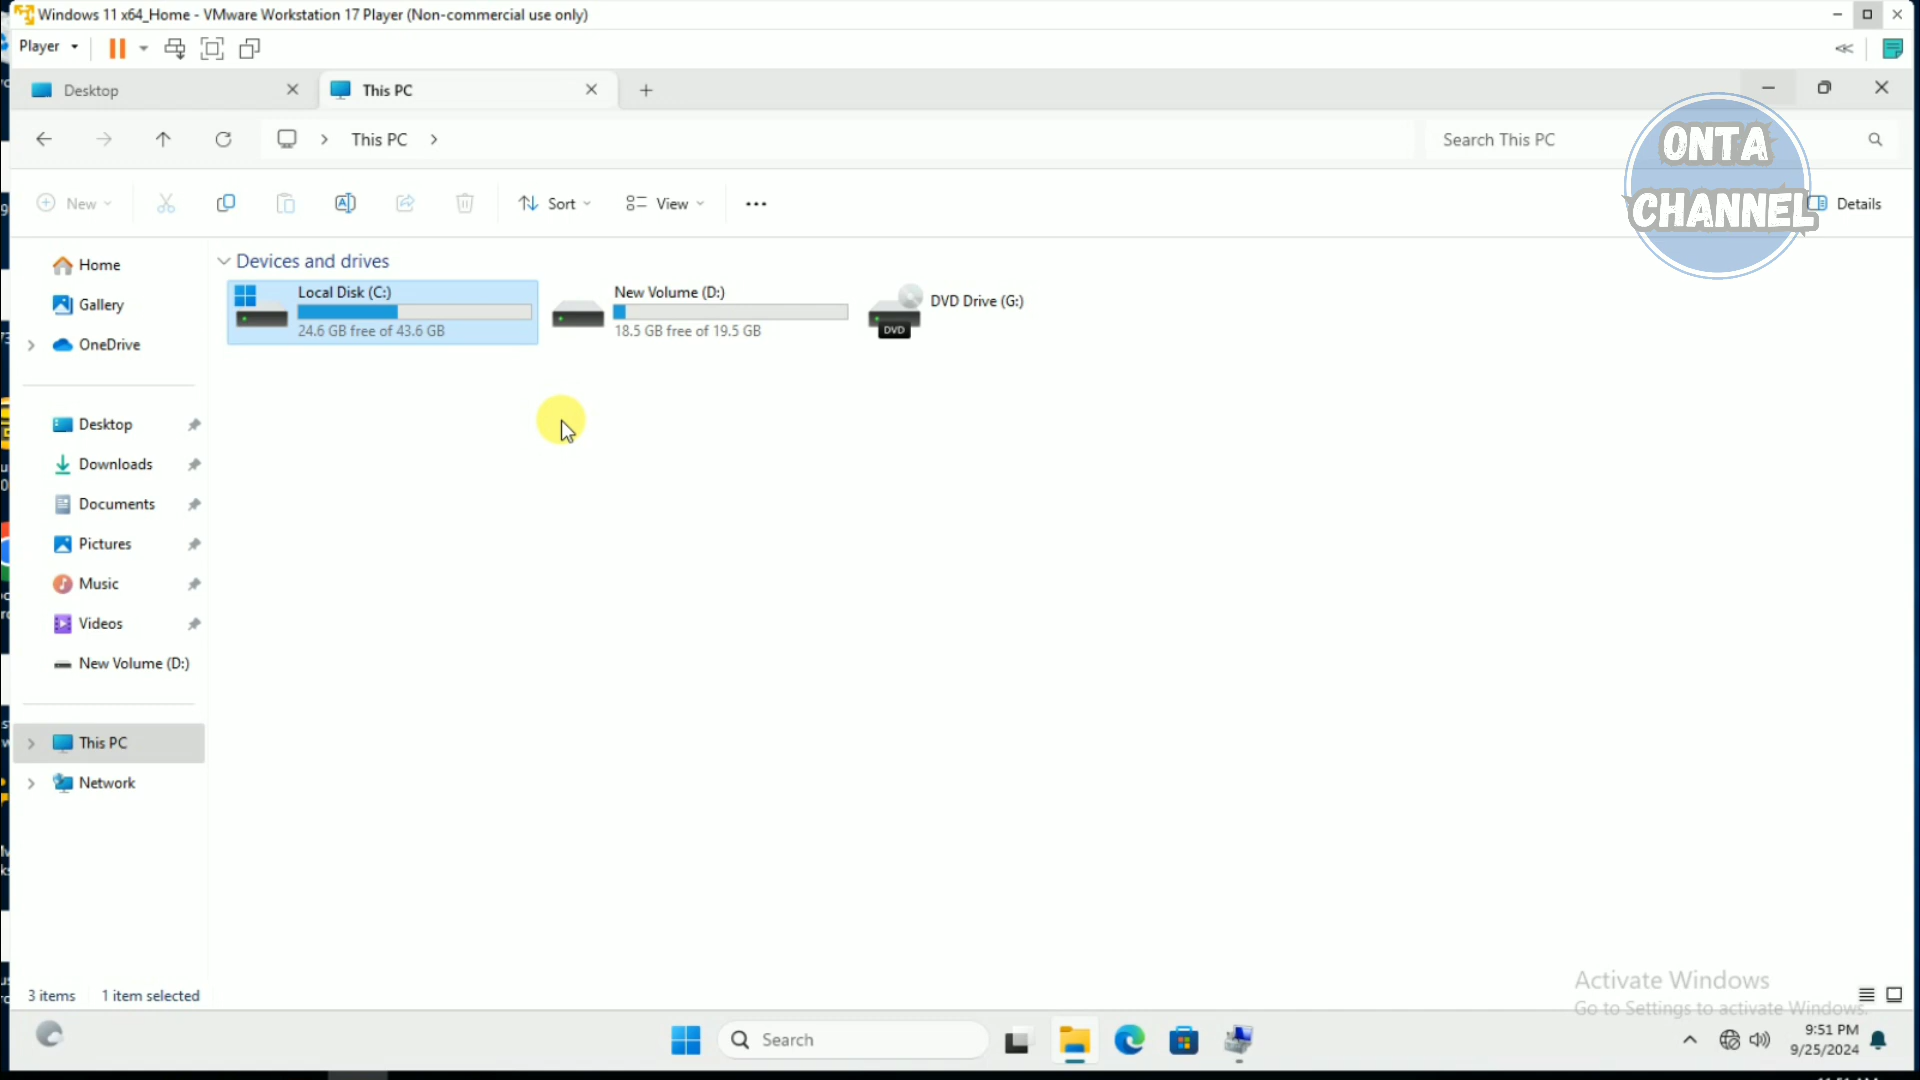 Windows 11 x64_Home - VMware Workstation 17 Player (Non-commercial use only)
Player
Desktop
This PC
This PC
Search This PC
ONTA
CHANNEL
New
Sort
View
Details
Home
Gallery
OneDrive
Desktop
Downloads
Documents
Pictures
Music
Videos
New Volume (D:)
This PC
Network
Devices and drives
Local Disk (C:)
24.6 GB free of 43.6 GB
New Volume (D:)
18.5 GB free of 19.5 GB
DVD Drive (G:)
DVD
3 items
1 item selected
Activate Windows
Go to Settings to activate Windows.
Search
9:51 PM
9/25/2024